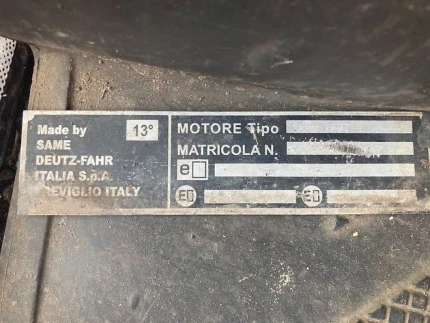 Made by 13°
SAME
DEUTZ-FAHR
ITALIA S.p.A.
TREVIGLIO ITALY
MOTORE Tipo
MATRICOLA N.
e